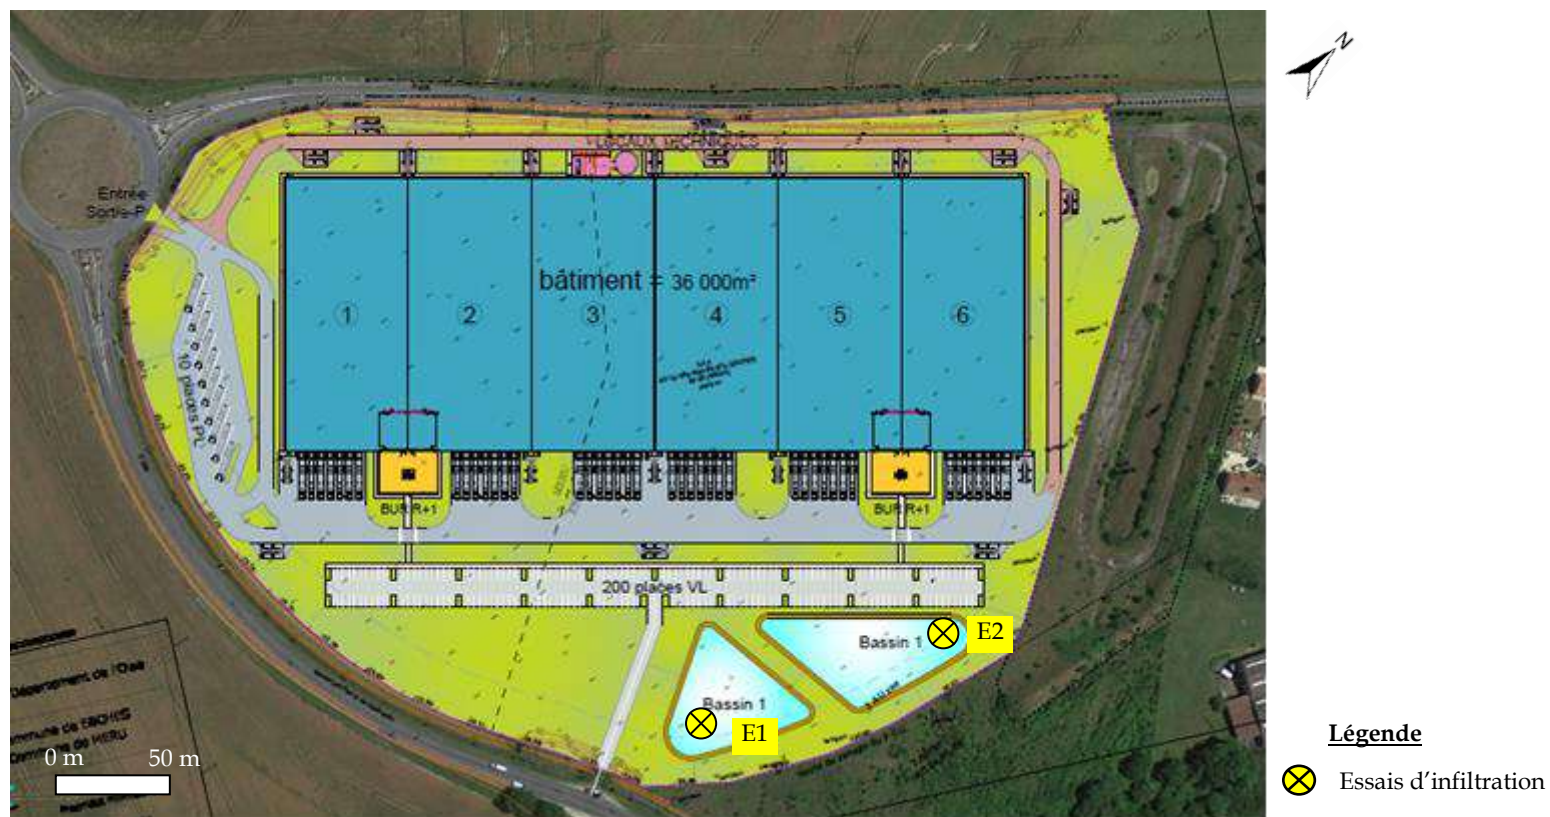 N
LOCAUX TECHNIQUES
Entrée
Sortie-P
bâtiment = 36 000m²
1
2
3
4
5
6
10 places PL
BUR R+1
BUR R+1
200 places VL
Bassin 1
E2
Bassin 1
E1
Département de l'Oise
0 m
50 m
Légende
Essais d'infiltration